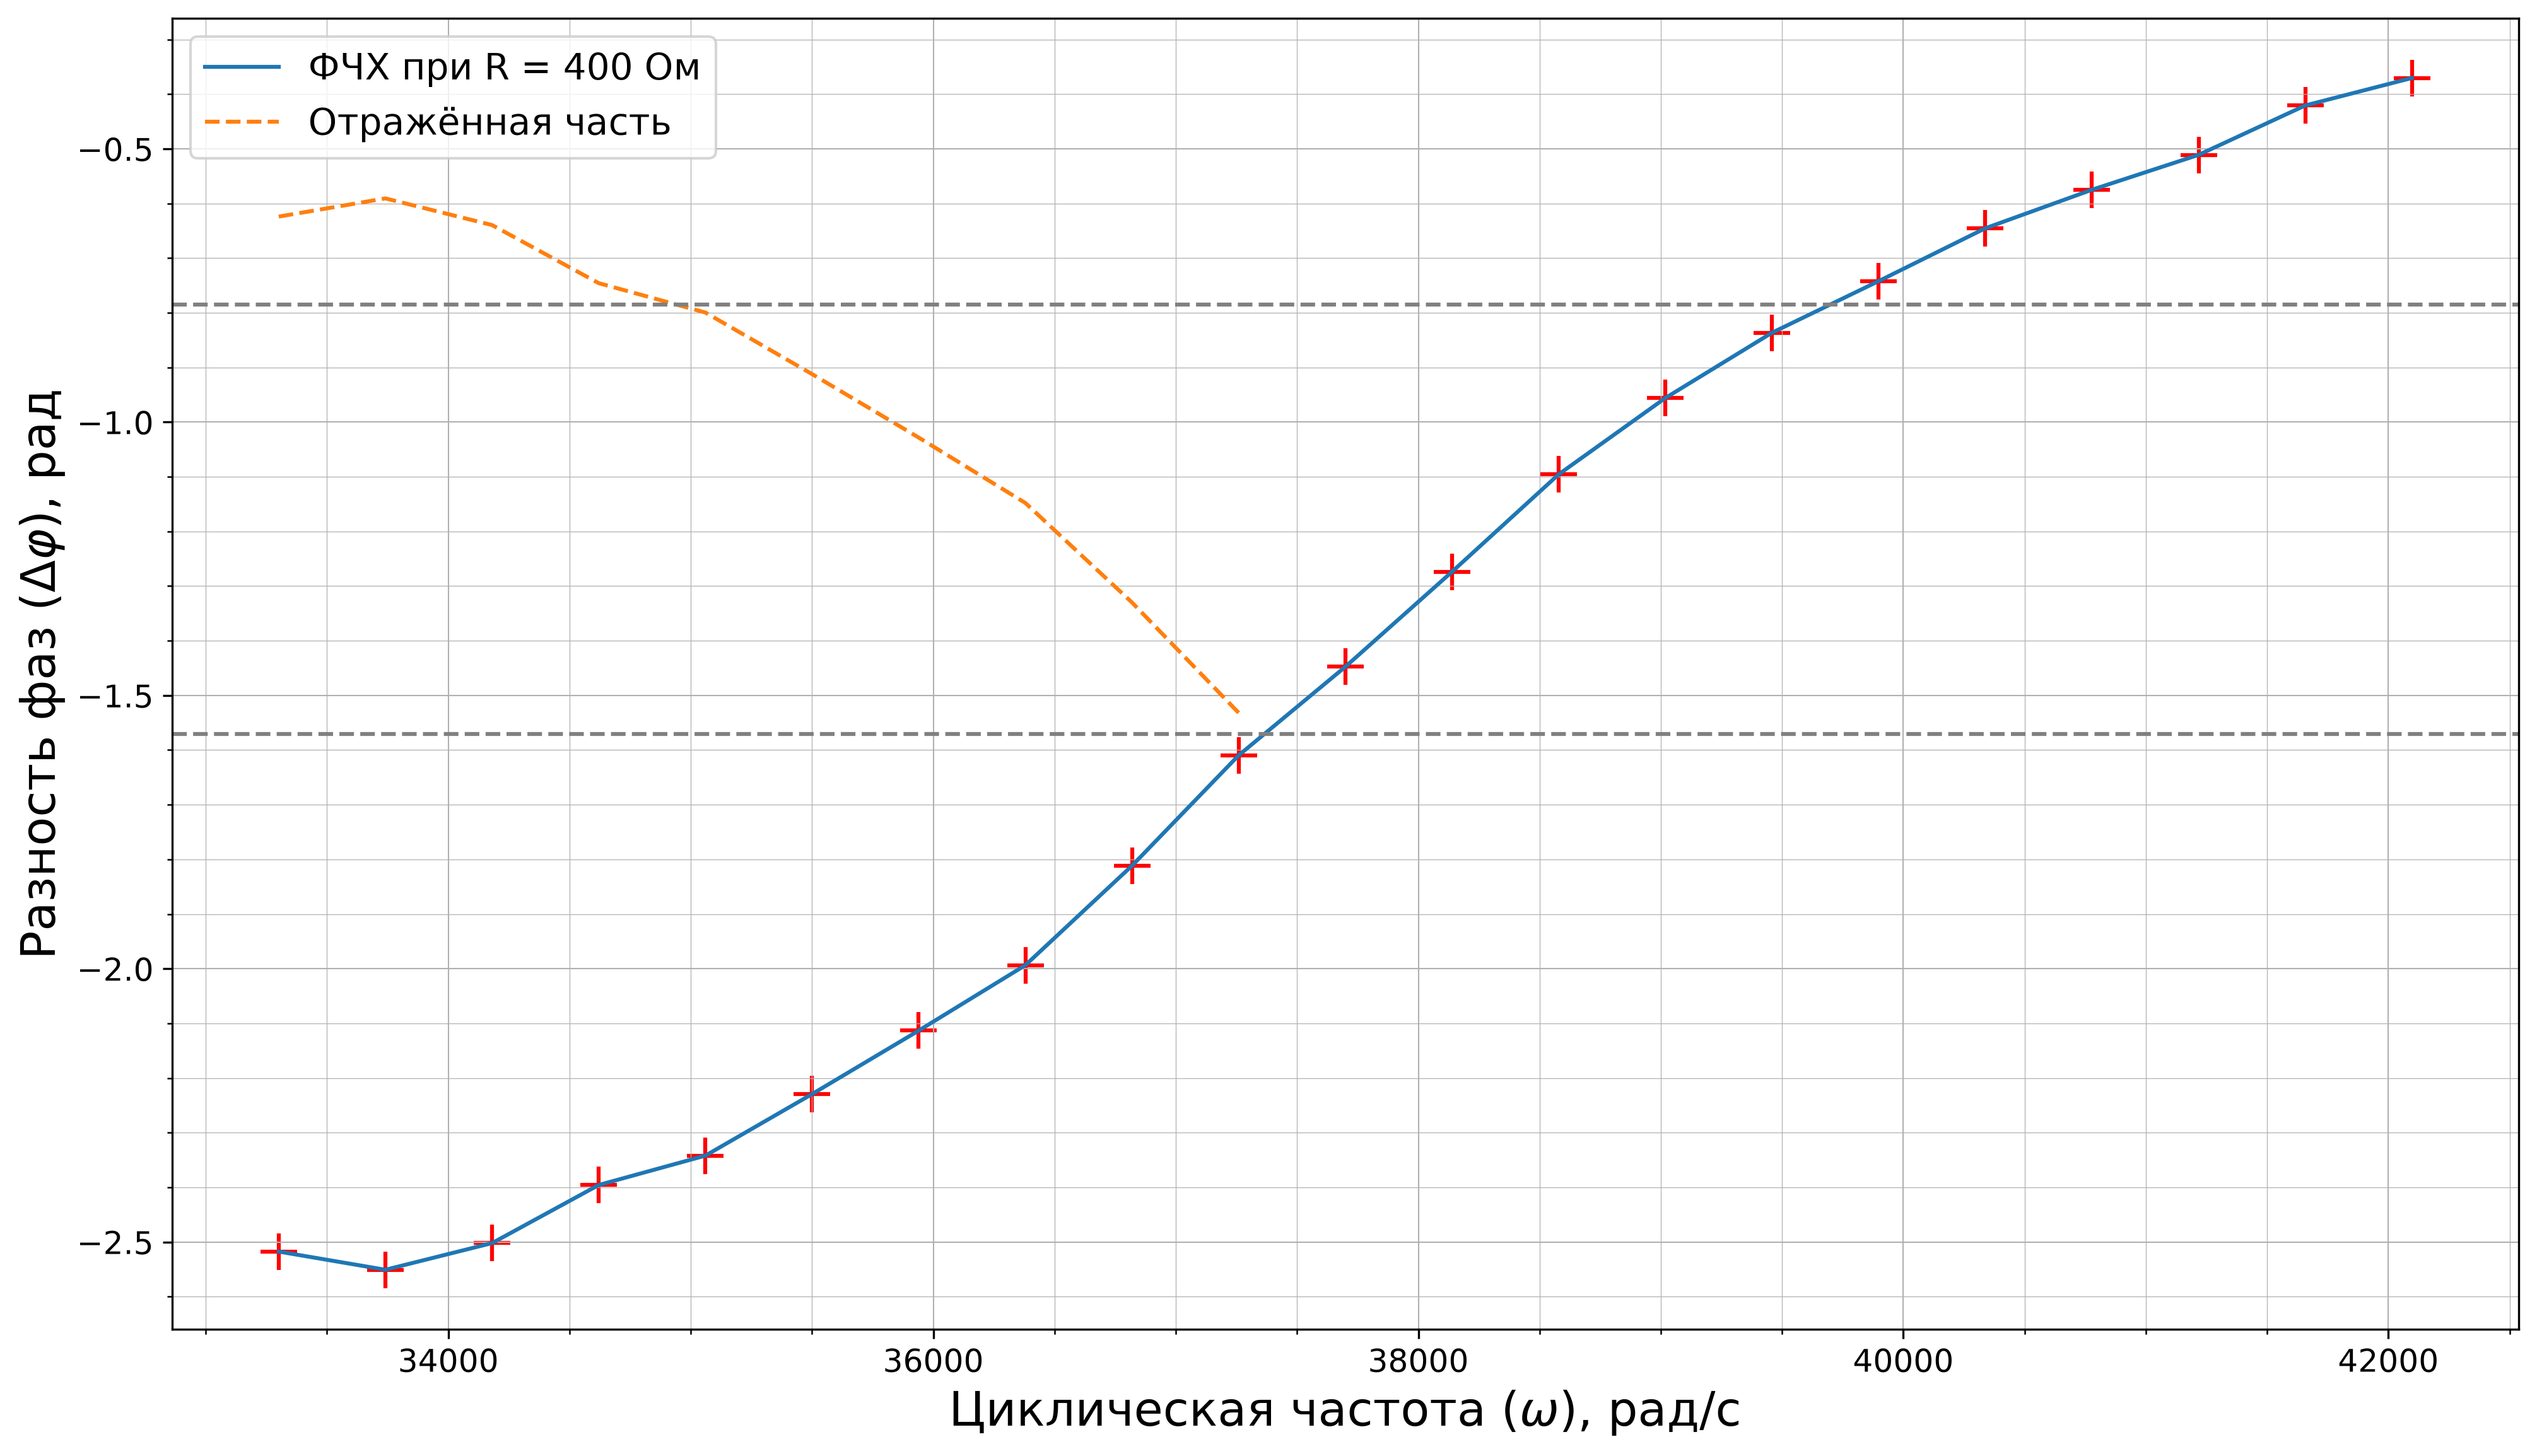 ФЧХ при R = 400 Ом
Отражённая часть
−0.5
−1.0
−1.5
−2.0
−2.5
Разность фаз (Δφ), рад
34000
36000
38000
40000
42000
Циклическая частота (ω), рад/с